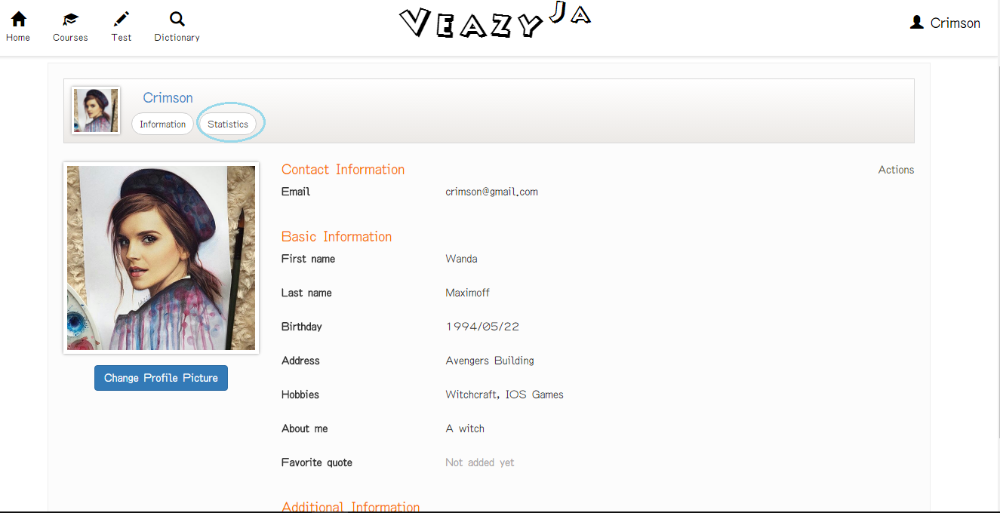 Home Courses Test Dictionary
VEAZYJA
Crimson
Crimson
Information Statistics
Contact Information
Actions
Email crimson@gmail.com
Basic Information
First name Wanda
Last name Maximoff
Birthday 1994/05/22
Address Avengers Building
Hobbies Witchcraft, IOS Games
About me A witch
Favorite quote Not added yet
Change Profile Picture
Additional Information